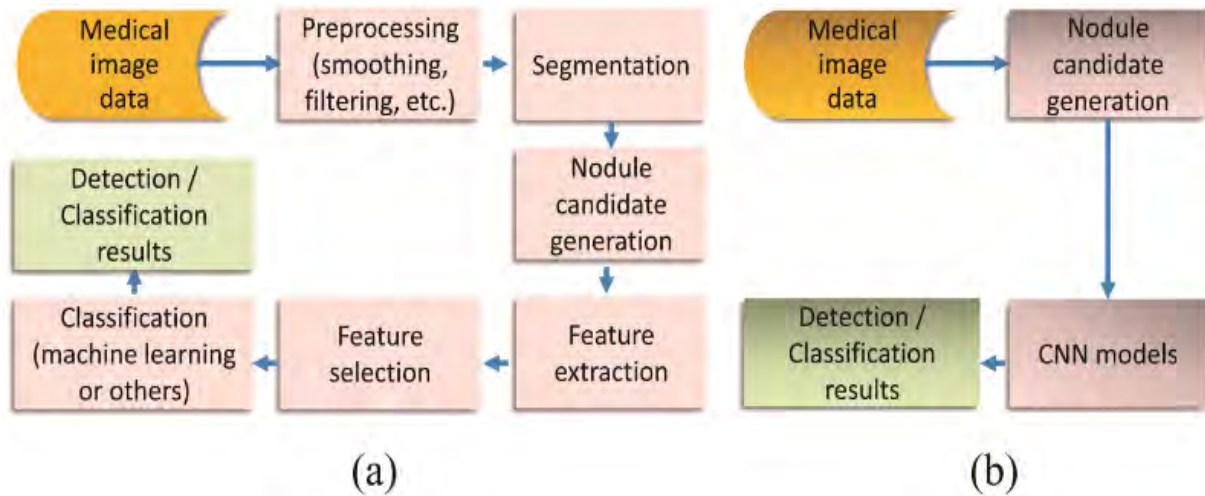 Medical
image
data
Preprocessing
(smoothing,
filtering, etc.)
Segmentation
Nodule
candidate
generation
Feature
extraction
Feature
selection
Classification
(machine learning
or others)
Detection /
Classification
results
(a)
Medical
image
data
Nodule
candidate
generation
CNN models
Detection /
Classification
results
(b)